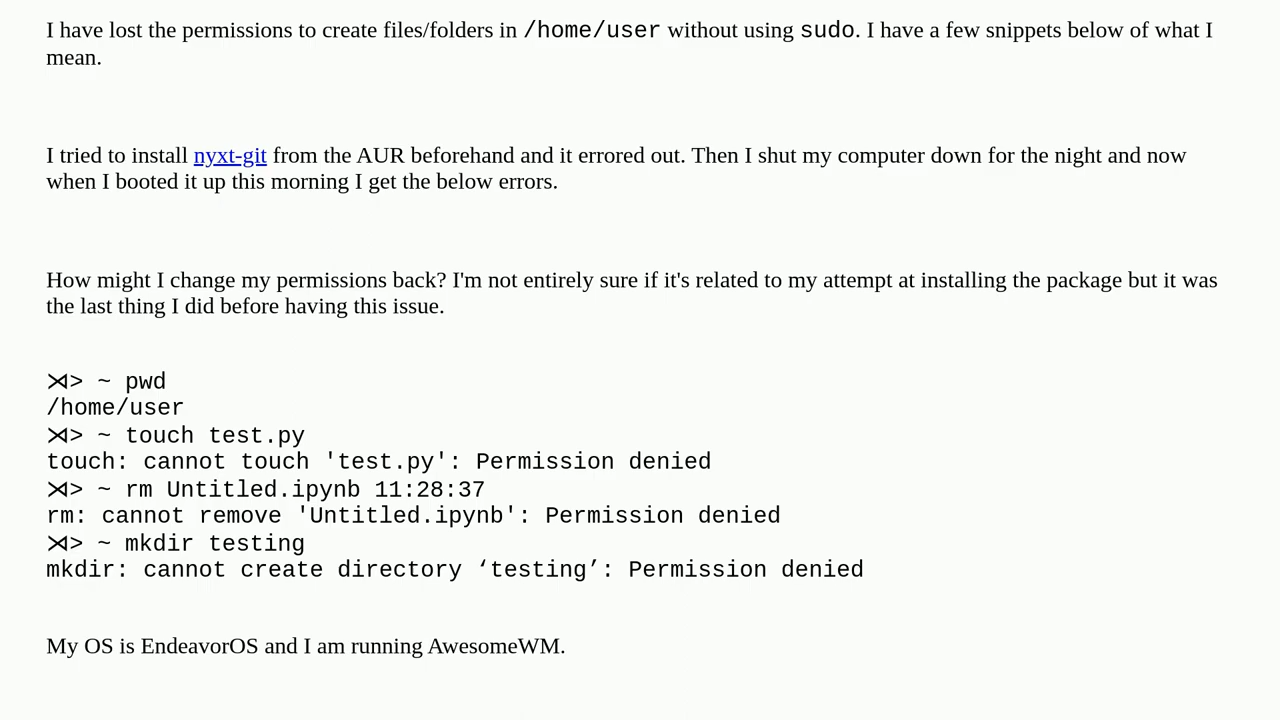 I have lost the permissions to create files/folders in /home/user without using sudo. I have a few snippets below of what I
mean.
I tried to install nyxt-git from the AUR beforehand and it errored out. Then I shut my computer down for the night and now
when I booted it up this morning I get the below errors.
How might I change my permissions back? I'm not entirely sure if it's related to my attempt at installing the package but it was
the last thing I did before having this issue.
⋊> ~ pwd
/home/user
⋊> ~ touch test.py
touch: cannot touch 'test.py': Permission denied
⋊> ~ rm Untitled.ipynb 11:28:37
rm: cannot remove 'Untitled.ipynb': Permission denied
⋊> ~ mkdir testing
mkdir: cannot create directory ‘testing’: Permission denied
My OS is EndeavorOS and I am running AwesomeWM.